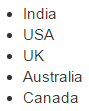 • India
• USA
• UK
• Australia
• Canada